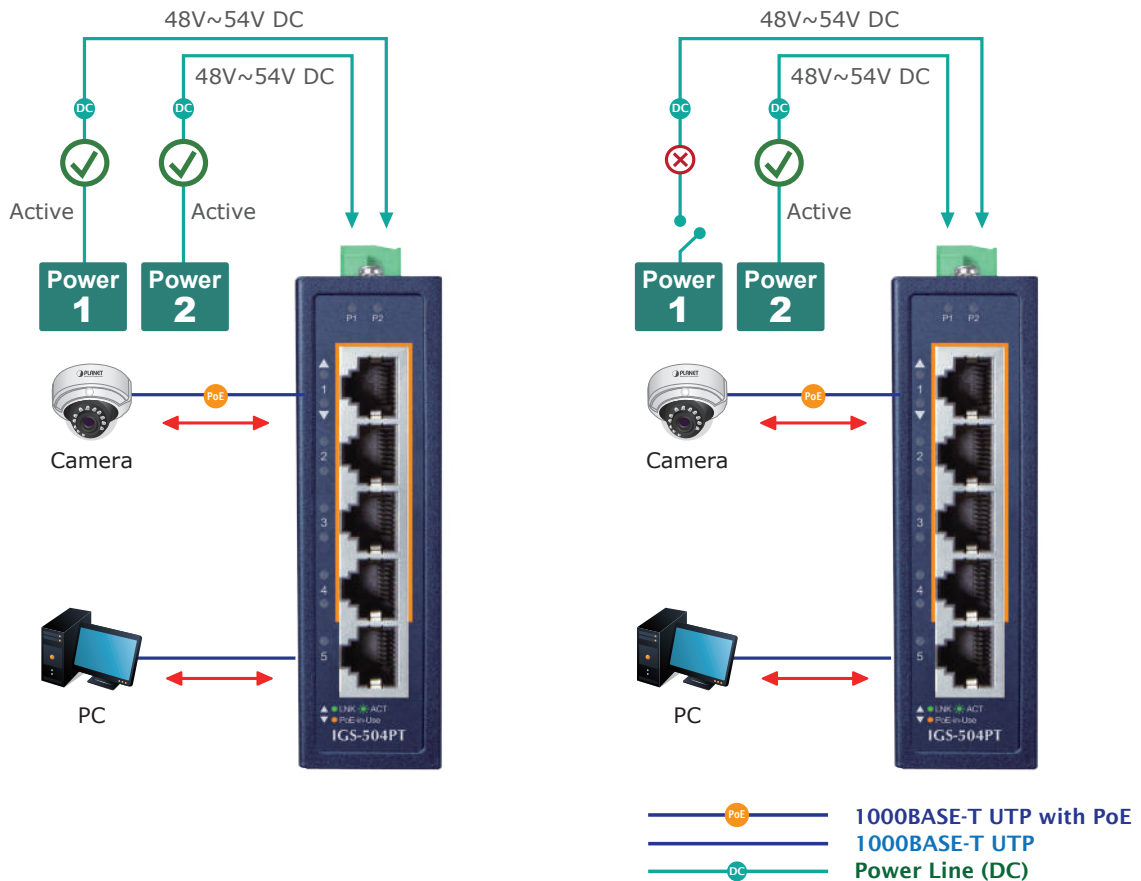 48V~54V DC
48V~54V DC
DC
DC
Active
Active
Power
1
Power
2
P1 P2
PLANET
PoE
Camera
1
2
3
4
5
PC
LNK ACT
PoE-in-Use
IGS-504PT
48V~54V DC
48V~54V DC
DC
DC
Active
Power
1
Power
2
P1 P2
PLANET
PoE
Camera
1
2
3
4
5
PC
LNK ACT
PoE-in-Use
IGS-504PT
PoE 1000BASE-T UTP with PoE
1000BASE-T UTP
DC Power Line (DC)